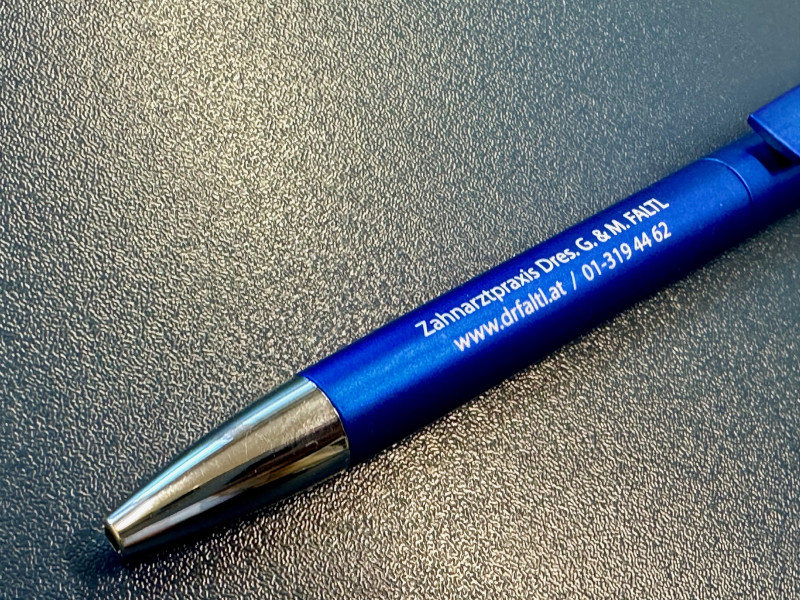 Zahnarztpraxis Dres. G. & M. FALTL
www.drfaltl.at / 01-319 44 62